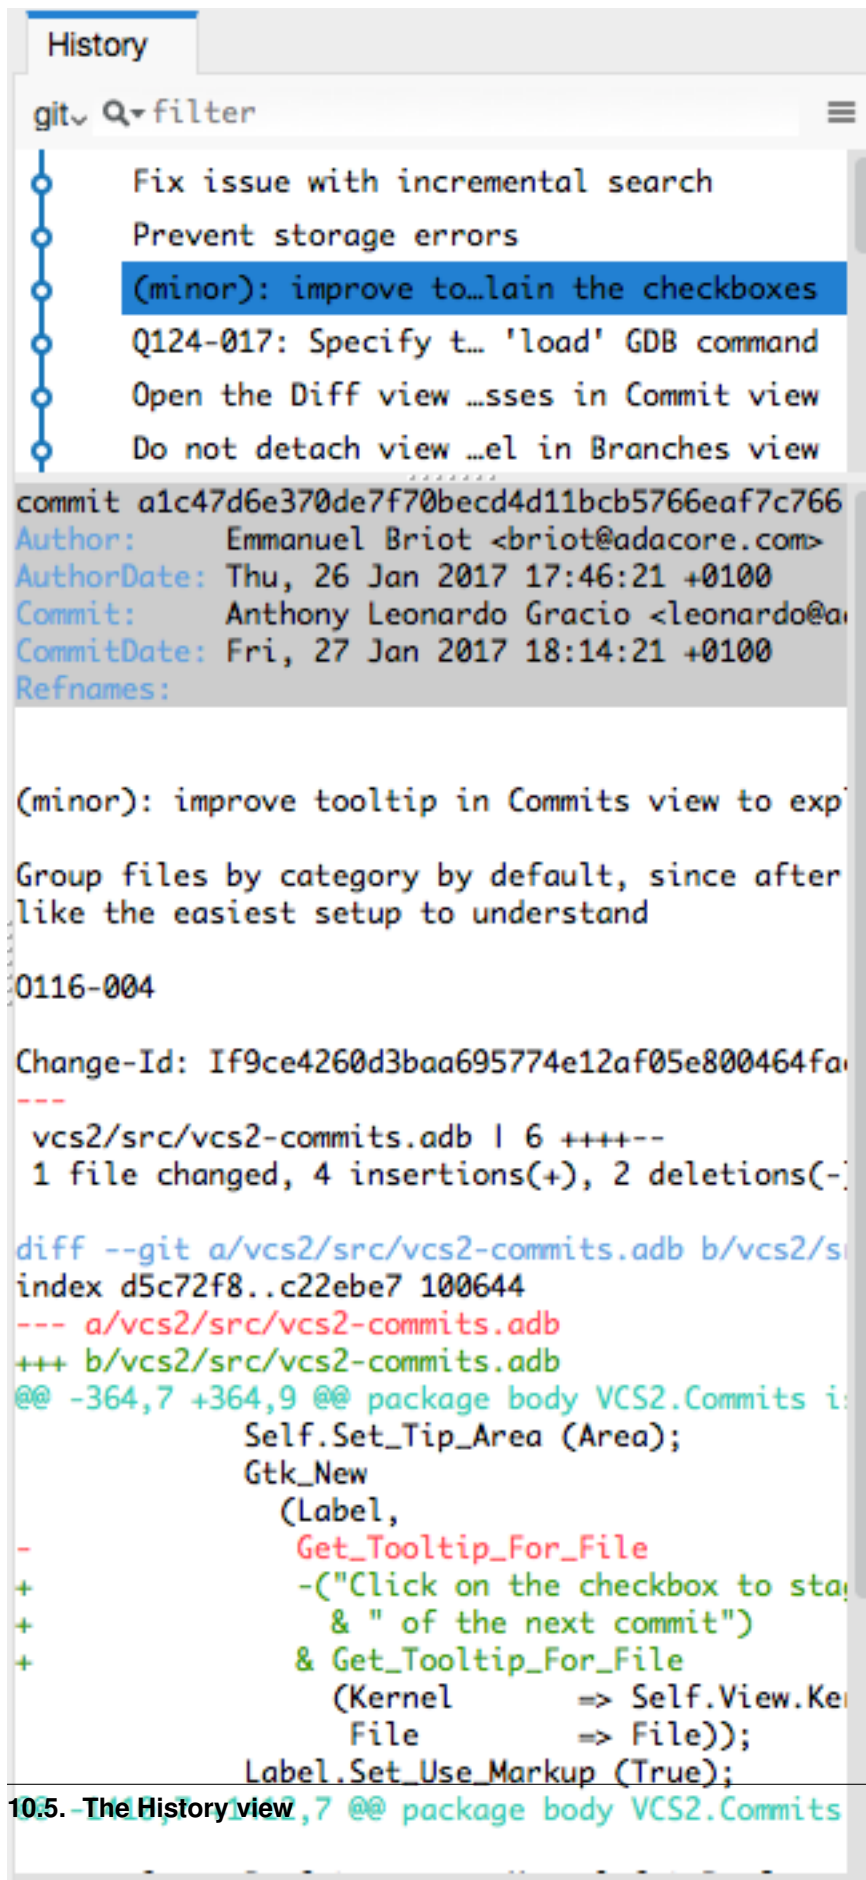 History
git filter
Fix issue with incremental search
Prevent storage errors
(minor): improve to…lain the checkboxes
Q124-017: Specify t… 'load' GDB command
Open the Diff view …sses in Commit view
Do not detach view …el in Branches view
commit a1c47d6e370de7f70becd4d11bcb5766eaf7c766
Author: Emmanuel Briot <briot@adacore.com>
AuthorDate: Thu, 26 Jan 2017 17:46:21 +0100
Commit: Anthony Leonardo Gracio <leonardo@a
CommitDate: Fri, 27 Jan 2017 18:14:21 +0100
Refnames:
(minor): improve tooltip in Commits view to exp
Group files by category by default, since after
like the easiest setup to understand
O116-004
Change-Id: If9ce4260d3baa695774e12af05e800464fa
---
vcs2/src/vcs2-commits.adb | 6 ++++--
1 file changed, 4 insertions(+), 2 deletions(-)
diff --git a/vcs2/src/vcs2-commits.adb b/vcs2/s
index d5c72f8..c22ebe7 100644
--- a/vcs2/src/vcs2-commits.adb
+++ b/vcs2/src/vcs2-commits.adb
@@ -364,7 +364,9 @@ package body VCS2.Commits i
Self.Set_Tip_Area (Area);
Gtk_New
(Label,
- Get_Tooltip_For_File
+ -("Click on the checkbox to sta
+ & " of the next commit")
+ & Get_Tooltip_For_File
(Kernel => Self.View.Ke
File => File));
Label.Set_Use_Markup (True);
10.5. The History view
,7 @@ package body VCS2.Commits